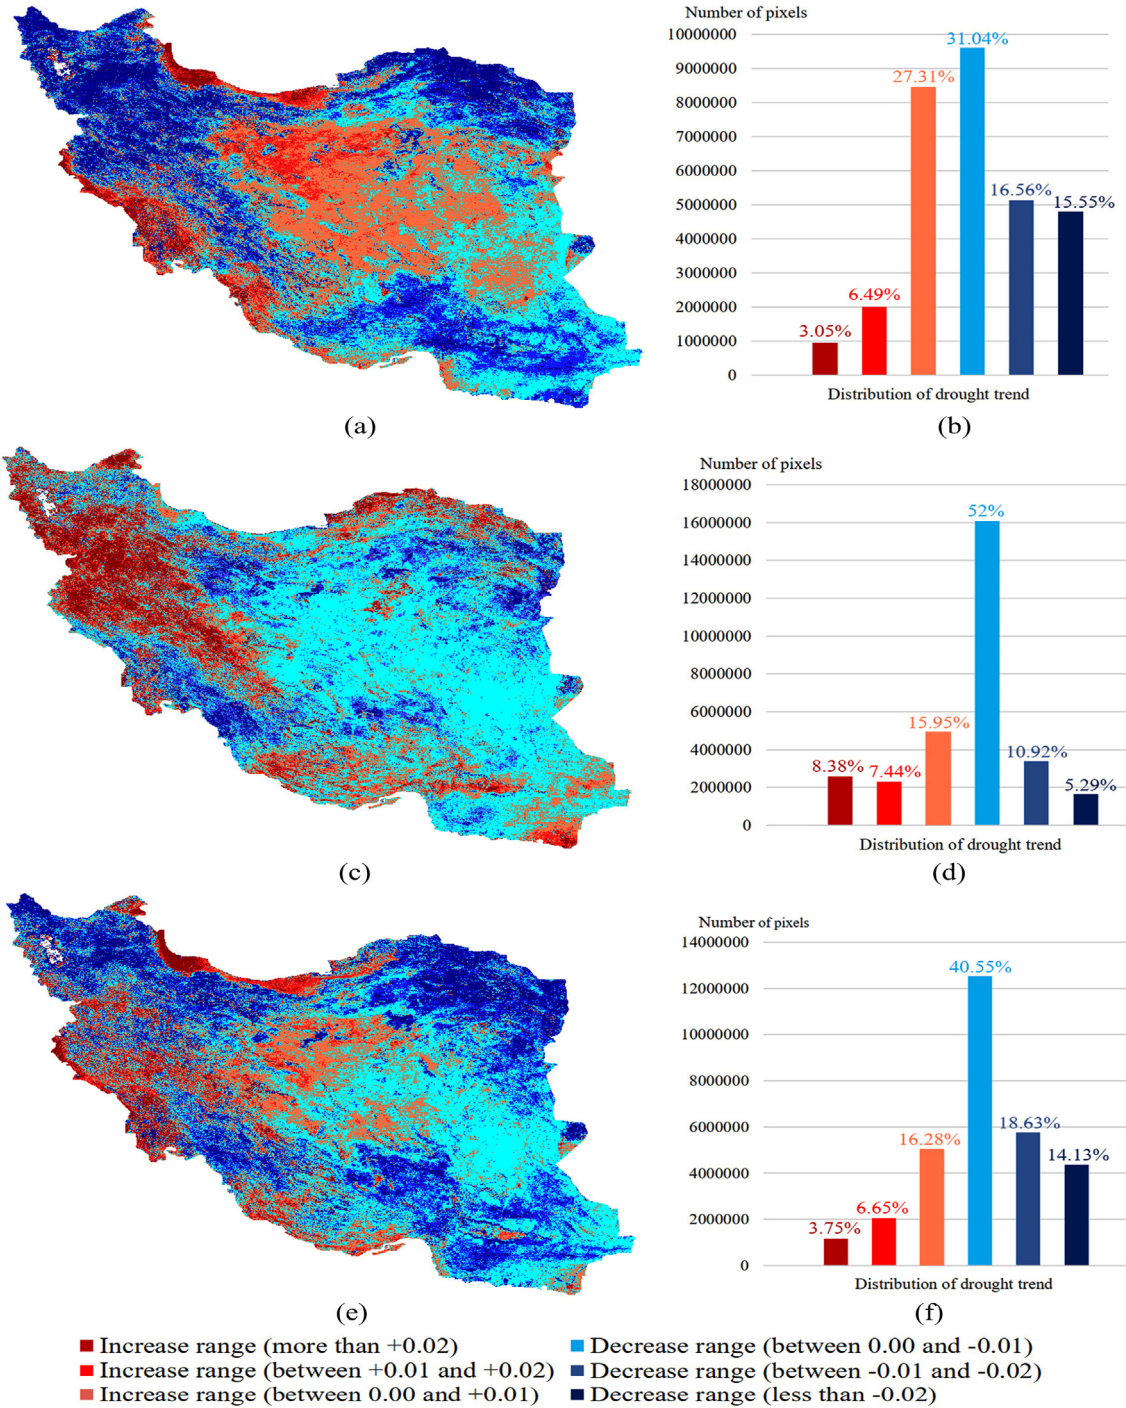 Number of pixels
10000000
9000000
8000000
7000000
6000000
5000000
4000000
3000000
2000000
1000000
0
3.05%
6.49%
27.31%
31.04%
16.56%
15.55%
Distribution of drought trend
(a)
(b)
Number of pixels
18000000
16000000
14000000
12000000
10000000
8000000
6000000
4000000
2000000
0
8.38%
7.44%
15.95%
52%
10.92%
5.29%
Distribution of drought trend
(c)
(d)
Number of pixels
14000000
12000000
10000000
8000000
6000000
4000000
2000000
0
3.75%
6.65%
16.28%
40.55%
18.63%
14.13%
Distribution of drought trend
(e)
(f)
Increase range (more than +0.02)
Increase range (between +0.01 and +0.02)
Increase range (between 0.00 and +0.01)
Decrease range (between 0.00 and -0.01)
Decrease range (between -0.01 and -0.02)
Decrease range (less than -0.02)